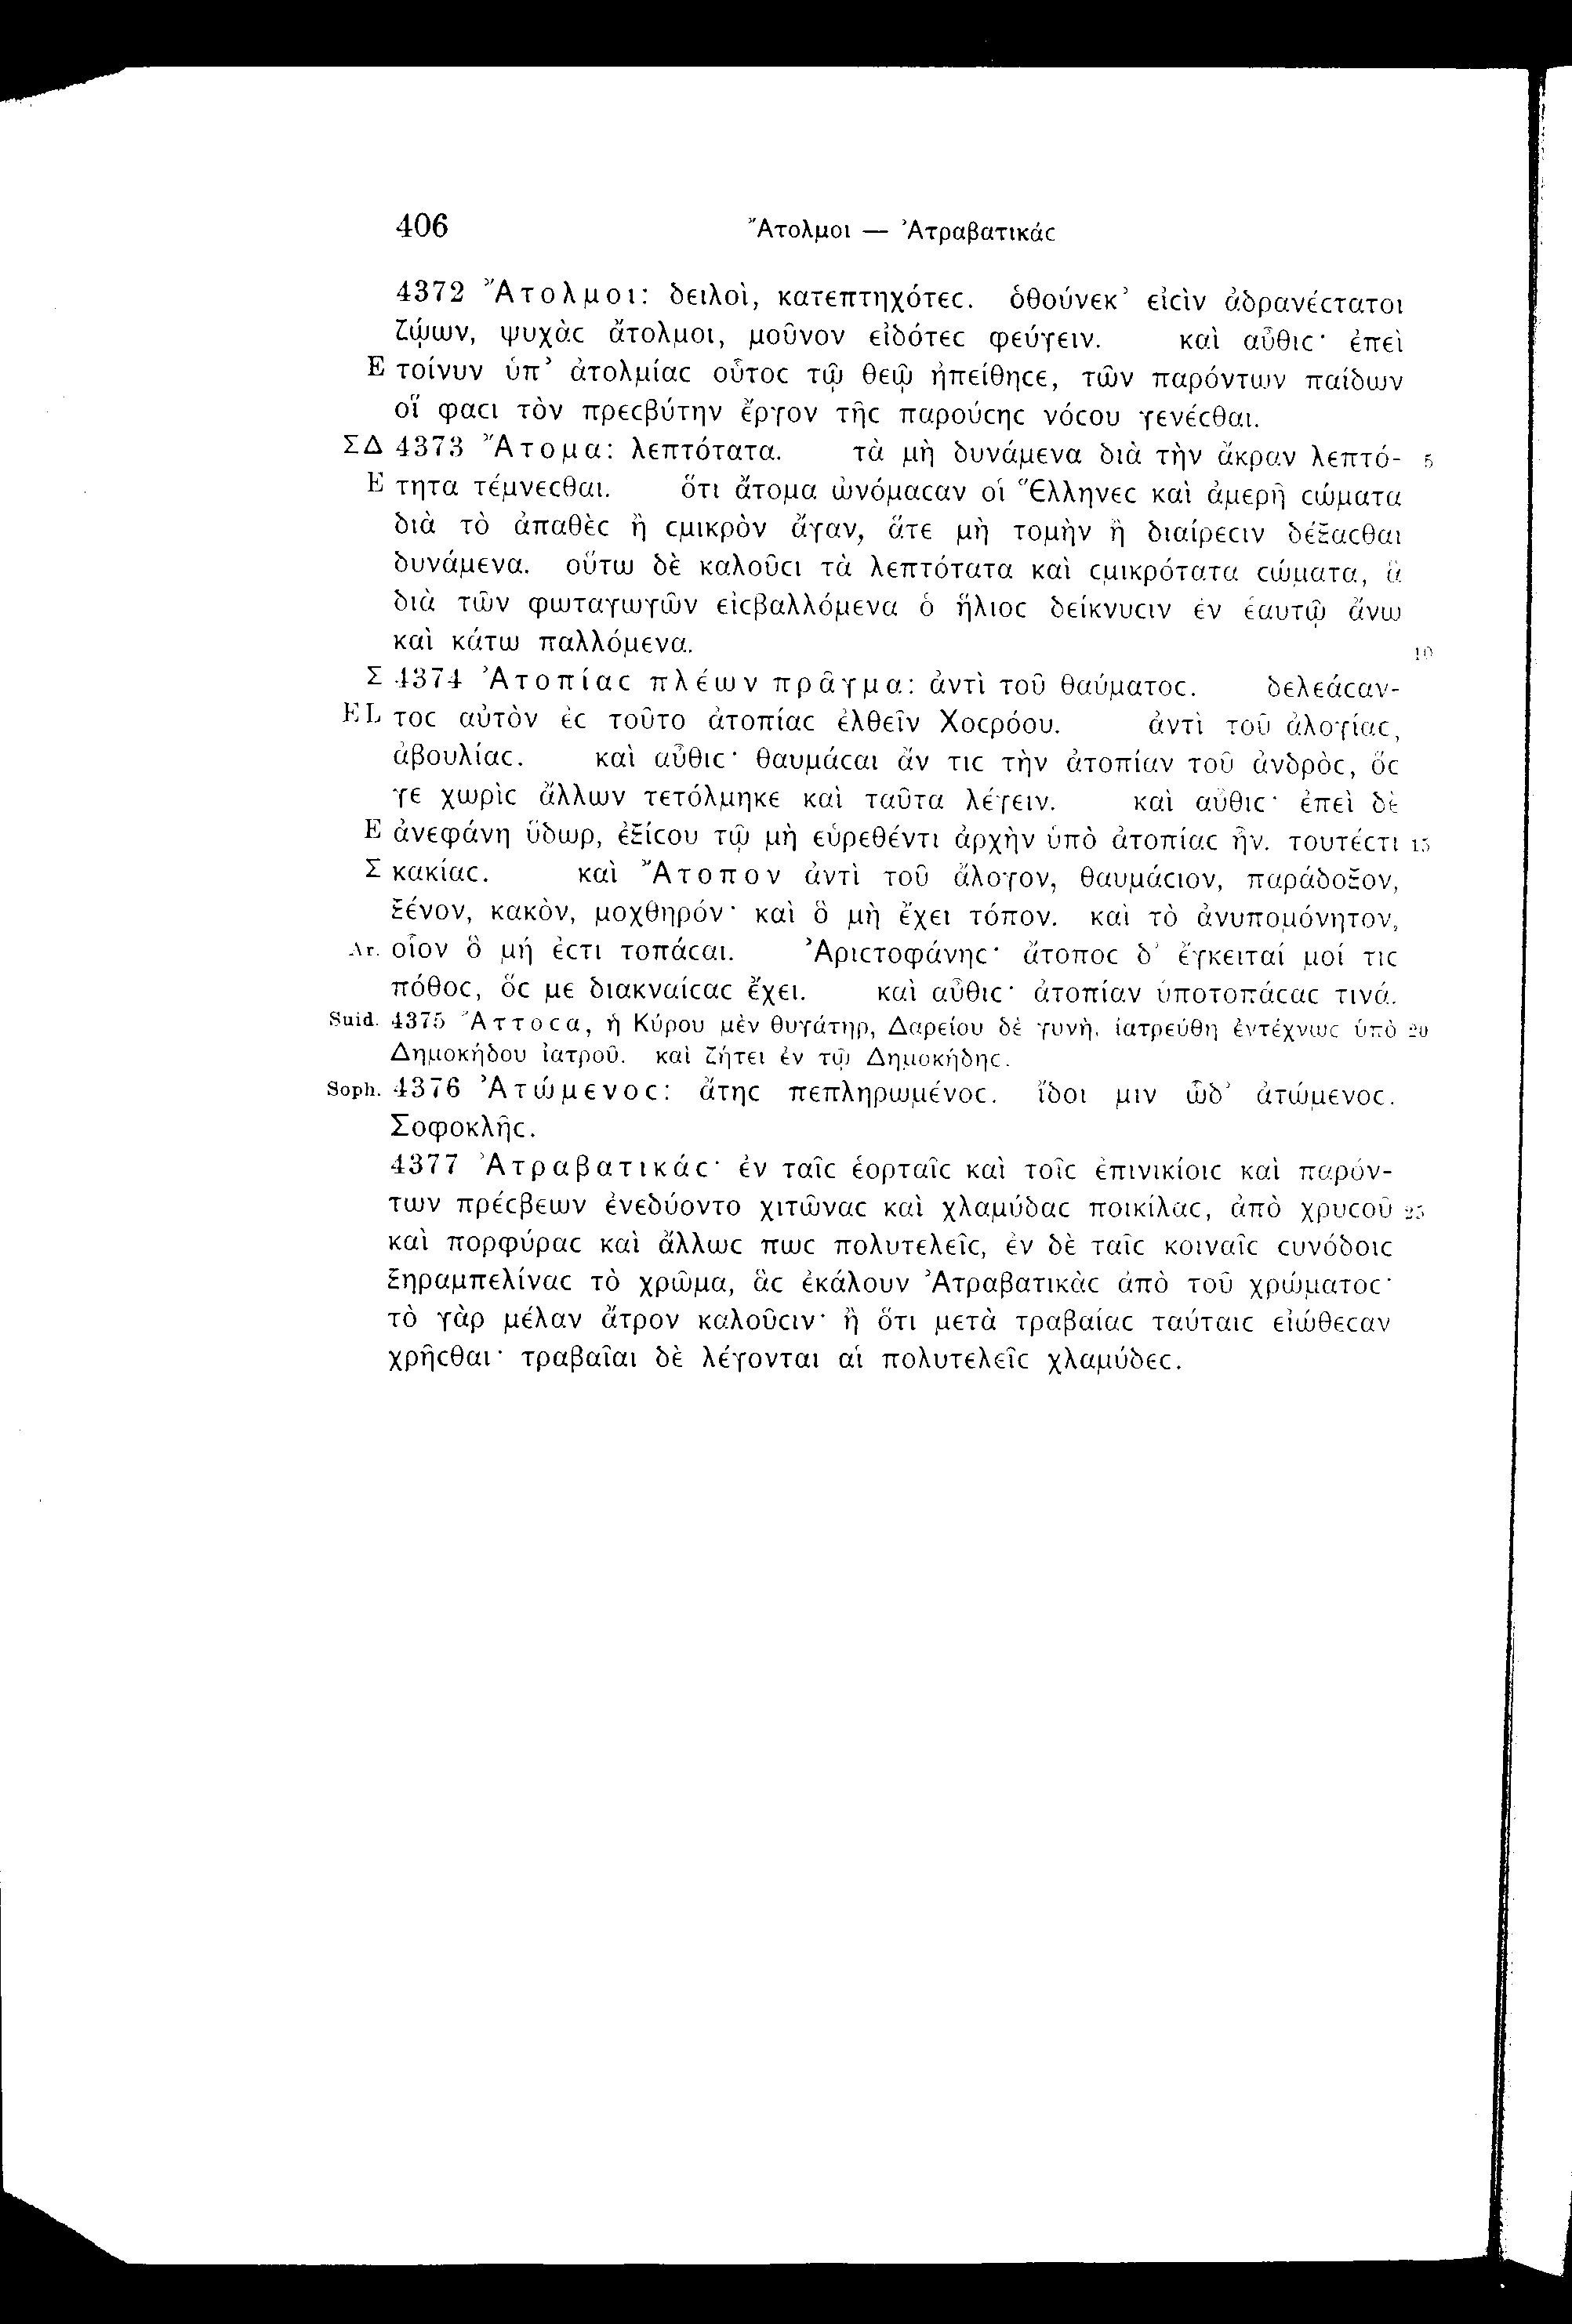 406 Ἄτολμοι — Ἀτραβατικάϲ
4372 Ἄτολμοι: δειλοὶ, κατεπτηχότεϲ. ὁθούνεκ’ εἰϲὶν ἀδρανέϲτατοι
ζῴων, ψυχὰϲ ἄτολμοι, μοῦνον εἰδότεϲ φεύγειν. καὶ αὖθιϲ· ἐπεὶ
E τοίνυν ὑπ’ ἀτολμίαϲ οὗτοϲ τῷ θεῷ ἠπείθηϲε, τῶν παρόντων παίδων
οἵ φαϲι τὸν πρεϲβύτην ἔργον τῆϲ παρούϲηϲ νόϲου γενέϲθαι.
ΣΔ 4373 Ἄτομα: λεπτότατα. τὰ μὴ δυνάμενα διὰ τὴν ἄκραν λεπτό- 5
E τητα τέμνεϲθαι. ὅτι ἄτομα ὠνόμαϲαν οἱ Ἕλληνεϲ καὶ ἀμερῆ ϲώματα
διὰ τὸ ἀπαθὲϲ ἢ ϲμικρὸν ἄγαν, ἅτε μὴ τομὴν ἢ διαίρεϲιν δέξαϲθαι
δυνάμενα. οὕτω δὲ καλοῦϲι τὰ λεπτότατα καὶ ϲμικρότατα ϲώματα, ἃ
διὰ τῶν φωταγωγῶν εἰϲβαλλόμενα ὁ ἥλιοϲ δείκνυϲιν ἐν ἑαυτῷ ἄνω
καὶ κάτω παλλόμενα. 10
Σ 4374 Ἀτοπίαϲ πλέων πρᾶγμα: ἀντὶ τοῦ θαύματοϲ. δελεάϲαν-
EL τοϲ αὐτὸν ἐϲ τοῦτο ἀτοπίαϲ ἐλθεῖν Χοϲρόου. ἀντὶ τοῦ ἀλογίαϲ,
ἀβουλίαϲ. καὶ αὖθιϲ· θαυμάϲαι ἄν τιϲ τὴν ἀτοπίαν τοῦ ἀνδρὸϲ, ὅϲ
γε χωρὶϲ ἄλλων τετόλμηκε καὶ ταῦτα λέγειν. καὶ αὖθιϲ· ἐπεὶ δὲ
E ἀνεφάνη ὕδωρ, ἐξίϲου τῷ μὴ εὑρεθέντι ἀρχὴν ὑπὸ ἀτοπίαϲ ἦν. τουτέϲτι 15
Σ κακίαϲ. καὶ Ἄτοπον ἀντὶ τοῦ ἄλογον, θαυμάϲιον, παράδοξον,
ξένον, κακὸν, μοχθηρόν· καὶ ὃ μὴ ἔχει τόπον. καὶ τὸ ἀνυπομόνητον,
Ar. οἷον ὃ μή ἐϲτι τοπάϲαι. Ἀριϲτοφάνηϲ· ἄτοποϲ δ’ ἔγκειταί μοί τιϲ
πόθοϲ, ὅϲ με διακναίϲαϲ ἔχει. καὶ αὖθιϲ· ἀτοπίαν ὑποτοπάϲαϲ τινά.
Suid. 4375 Ἄττοϲα, ἡ Κύρου μὲν θυγάτηρ, Δαρείου δὲ γυνὴ, ἰατρεύθη ἐντέχνωϲ ὑπὸ 20
Δημοκήδου ἰατροῦ. καὶ ζήτει ἐν τῷ Δημοκήδηϲ.
Soph. 4376 Ἀτώμενοϲ: ἄτηϲ πεπληρωμένοϲ. ἴδοι μιν ὧδ’ ἀτώμενοϲ.
Σοφοκλῆϲ.
4377 Ἀτραβατικάϲ· ἐν ταῖϲ ἑορταῖϲ καὶ τοῖϲ ἐπινικίοιϲ καὶ παρόν-
των πρέϲβεων ἐνεδύοντο χιτῶναϲ καὶ χλαμύδαϲ ποικίλαϲ, ἀπὸ χρυϲοῦ 25
καὶ πορφύραϲ καὶ ἄλλωϲ πωϲ πολυτελεῖϲ, ἐν δὲ ταῖϲ κοιναῖϲ ϲυνόδοιϲ
ξηραμπελίναϲ τὸ χρῶμα, ἃϲ ἐκάλουν Ἀτραβατικὰϲ ἀπὸ τοῦ χρώματοϲ·
τὸ γὰρ μέλαν ἄτρον καλοῦϲιν· ἢ ὅτι μετὰ τραβαίαϲ ταύταιϲ εἰώθεϲαν
χρῆϲθαι· τραβαῖαι δὲ λέγονται αἱ πολυτελεῖϲ χλαμύδεϲ.